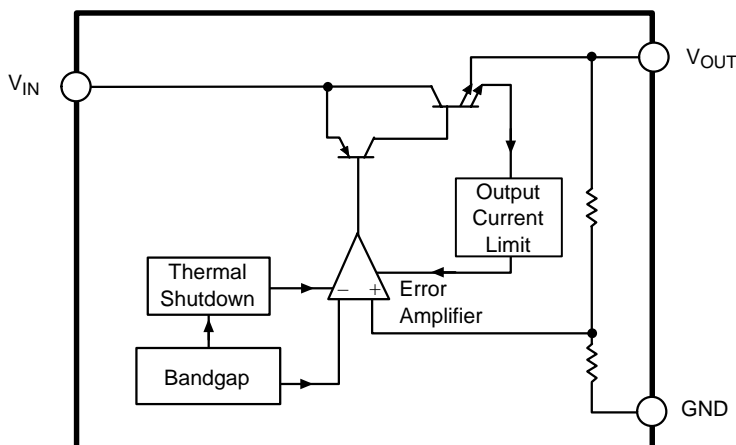 V_IN
V_OUT
Output
Current
Limit
Thermal
Shutdown
−
+
Error
Amplifier
Bandgap
GND